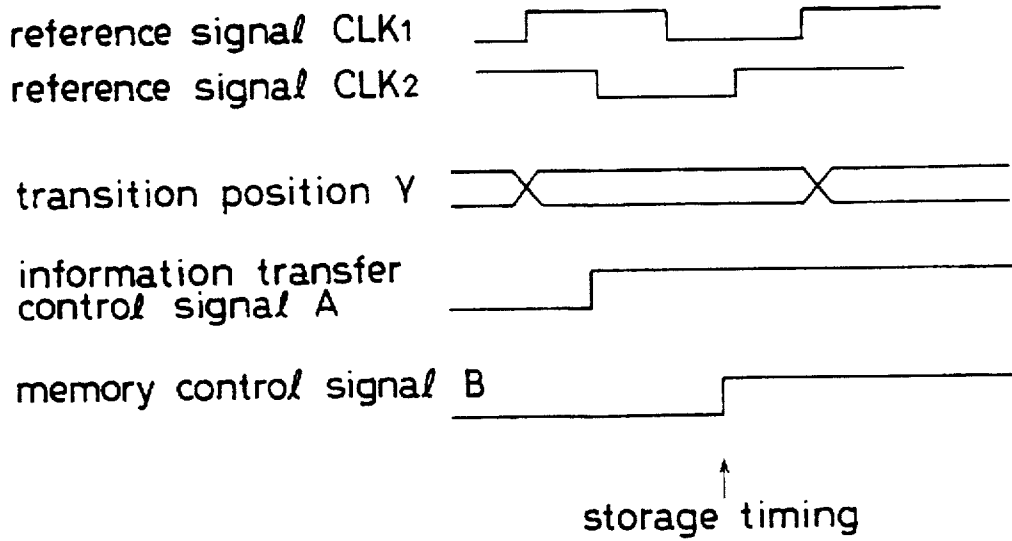 reference signal CLK1
reference signal CLK2
transition position Y
information transfer
control signal A
memory control signal B
storage timing